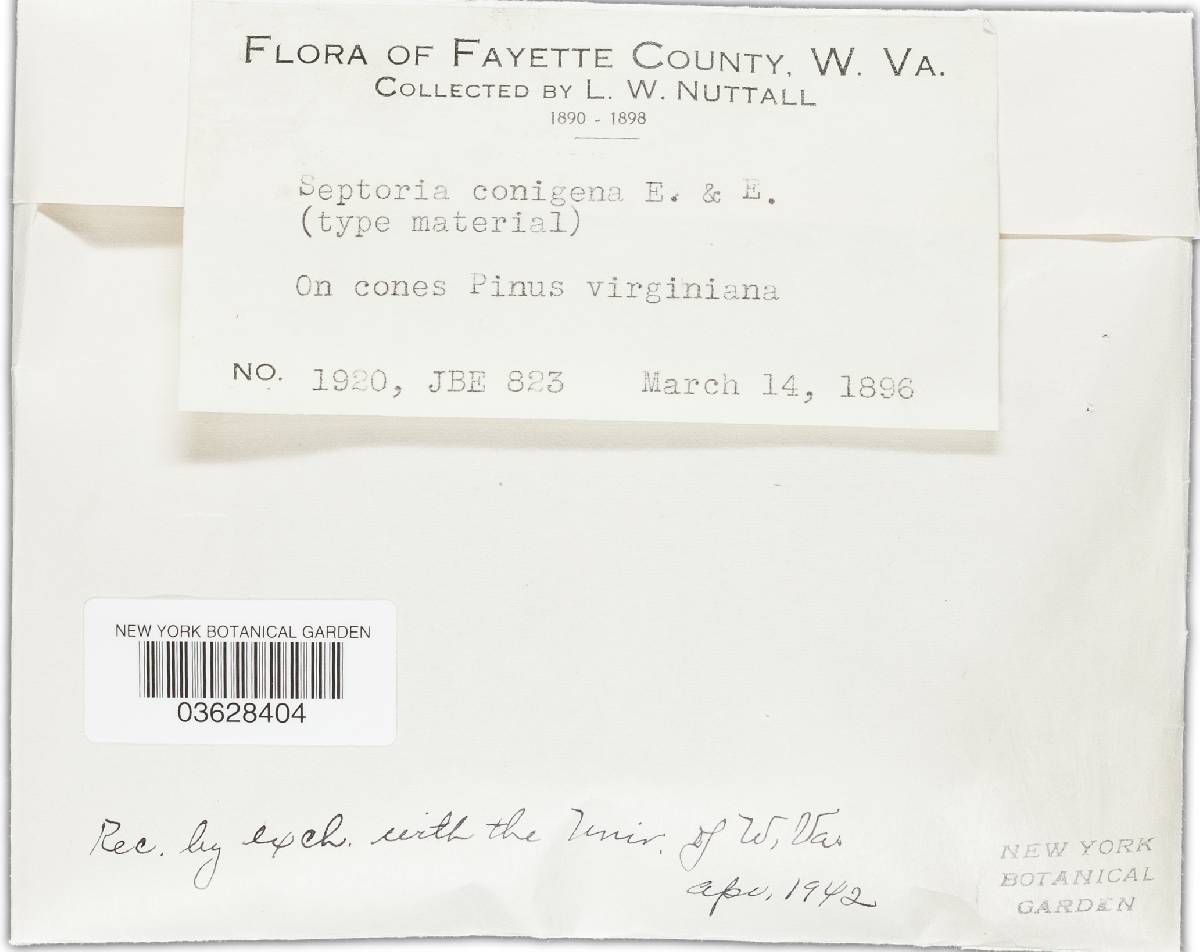 FLORA OF FAYETTE COUNTY, W. VA.
COLLECTED BY L. W. NUTTALL
1890 - 1898
Septoria conigena E. & E.
(type material)
On cones Pinus virginiana
NO. 1920, JBE 823 March 14, 1896
NEW YORK BOTANICAL GARDEN
03628404
Rec. by exch. with the Univ. of W. Va.
Apr. 1942
NEW YORK
BOTANICAL
GARDEN